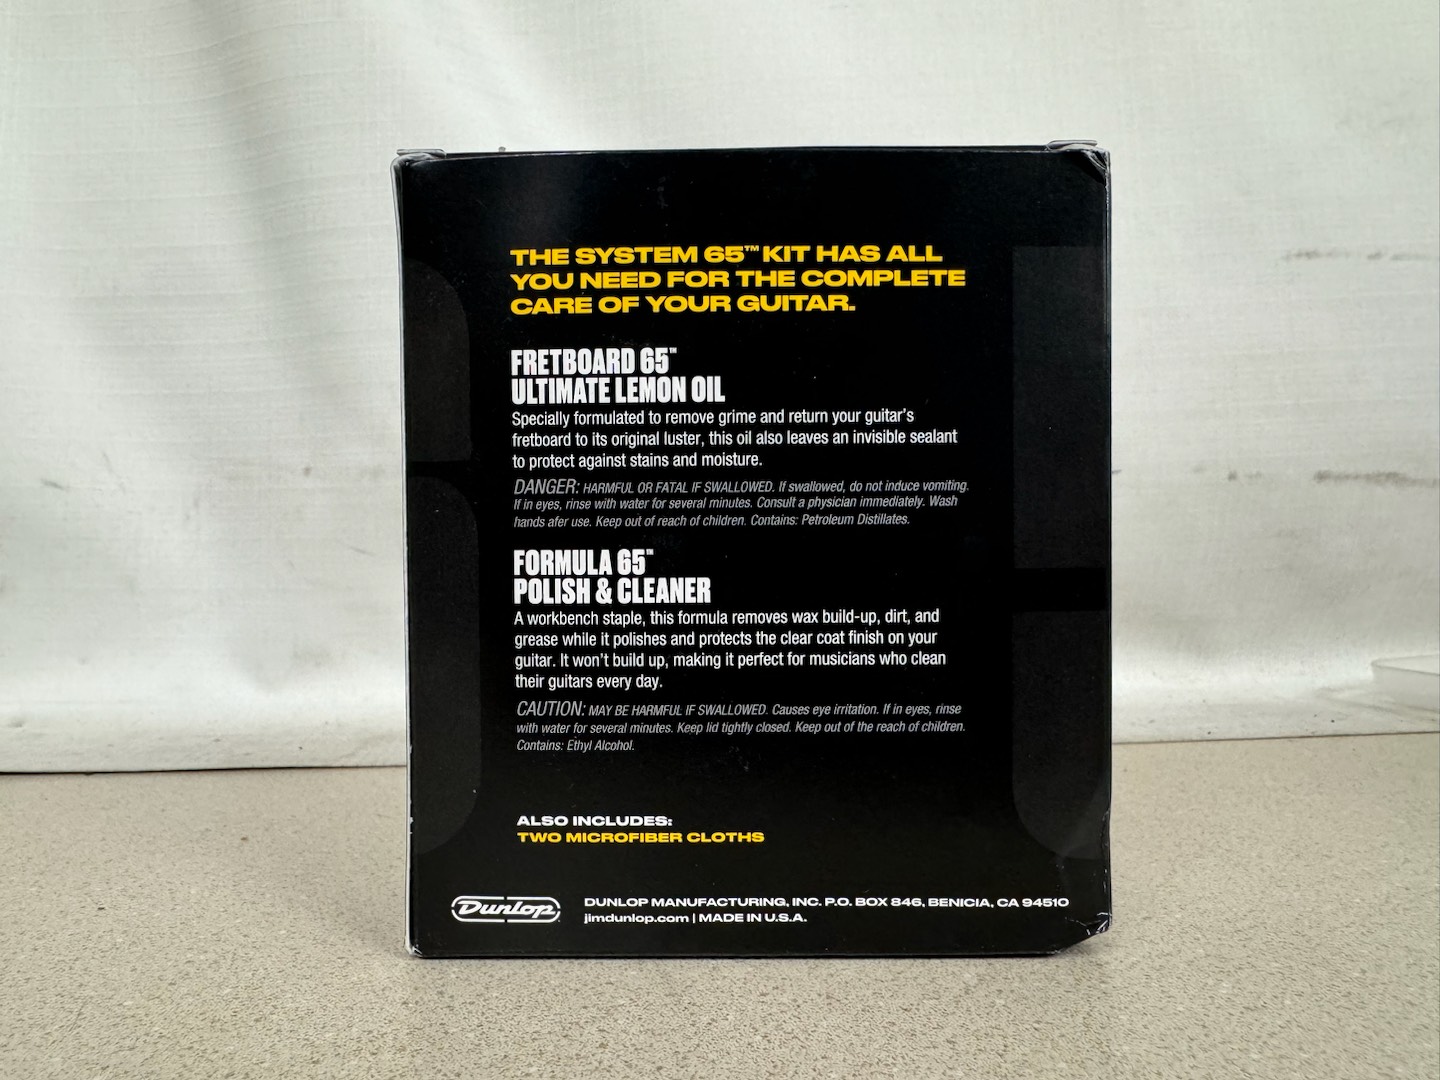 THE SYSTEM 65™ KIT HAS ALL
YOU NEED FOR THE COMPLETE
CARE OF YOUR GUITAR.
FRETBOARD 65™
ULTIMATE LEMON OIL
Specially formulated to remove grime and return your guitar's
fretboard to its original luster, this oil also leaves an invisible sealant
to protect against stains and moisture.
DANGER: HARMFUL OR FATAL IF SWALLOWED. If swallowed, do not induce vomiting.
If in eyes, rinse with water for several minutes. Consult a physician immediately. Wash
hands afer use. Keep out of reach of children. Contains: Petroleum Distillates.
FORMULA 65™
POLISH & CLEANER
A workbench staple, this formula removes wax build-up, dirt, and
grease while it polishes and protects the clear coat finish on your
guitar. It won't build up, making it perfect for musicians who clean
their guitars every day.
CAUTION: MAY BE HARMFUL IF SWALLOWED. Causes eye irritation. If in eyes, rinse
with water for several minutes. Keep lid tightly closed. Keep out of the reach of children.
Contains: Ethyl Alcohol.
ALSO INCLUDES:
TWO MICROFIBER CLOTHS
Dunlop
DUNLOP MANUFACTURING, INC. P.O. BOX 846, BENICIA, CA 94510
jimdunlop.com | MADE IN U.S.A.